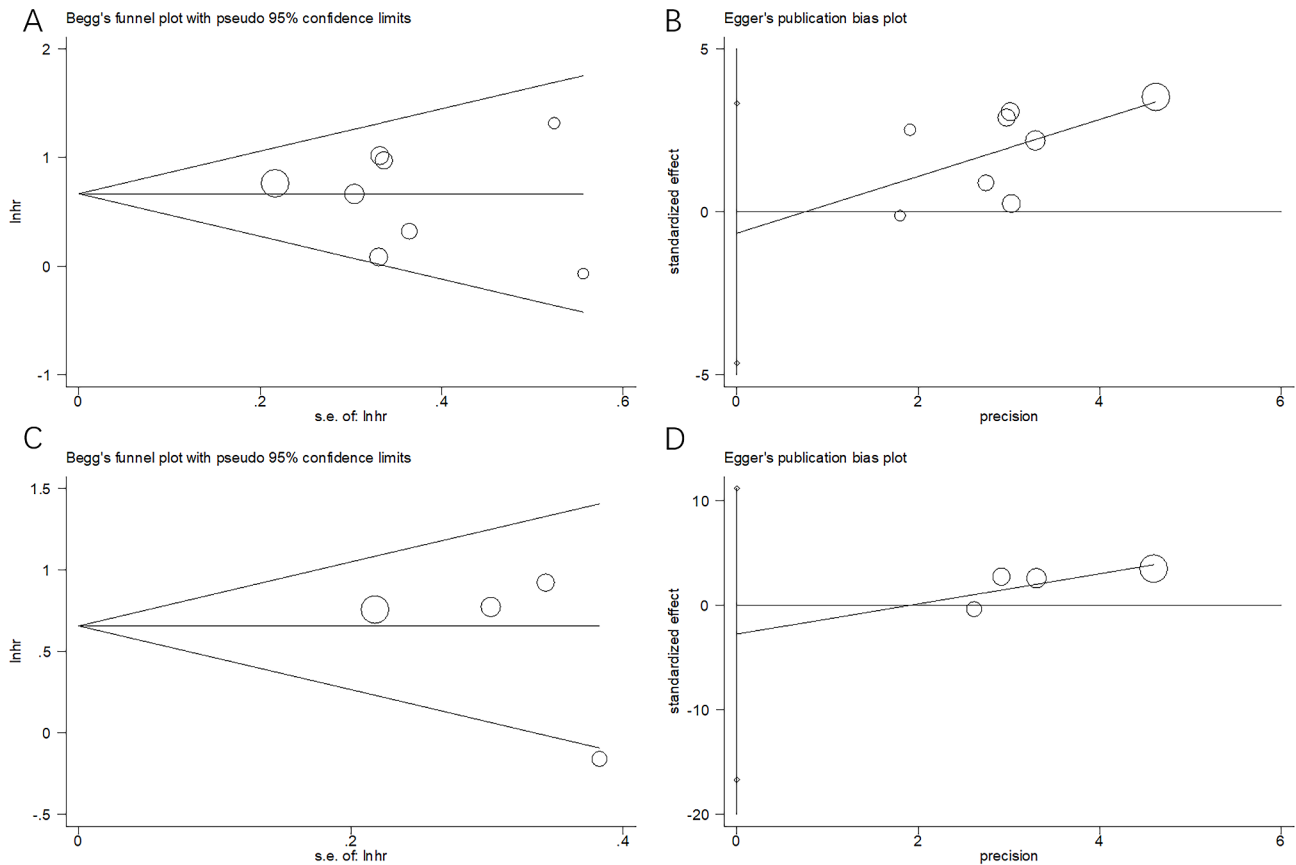 A
Begg's funnel plot with pseudo 95% confidence limits
2
1
0
-1
lnhr
0
.2
.4
.6
s.e. of: lnhr
B
Egger's publication bias plot
5
0
-5
standardized effect
0
2
4
6
precision
C
Begg's funnel plot with pseudo 95% confidence limits
1.5
1
.5
0
-.5
lnhr
0
.2
.4
s.e. of: lnhr
D
Egger's publication bias plot
10
0
-10
-20
standardized effect
0
2
4
6
precision